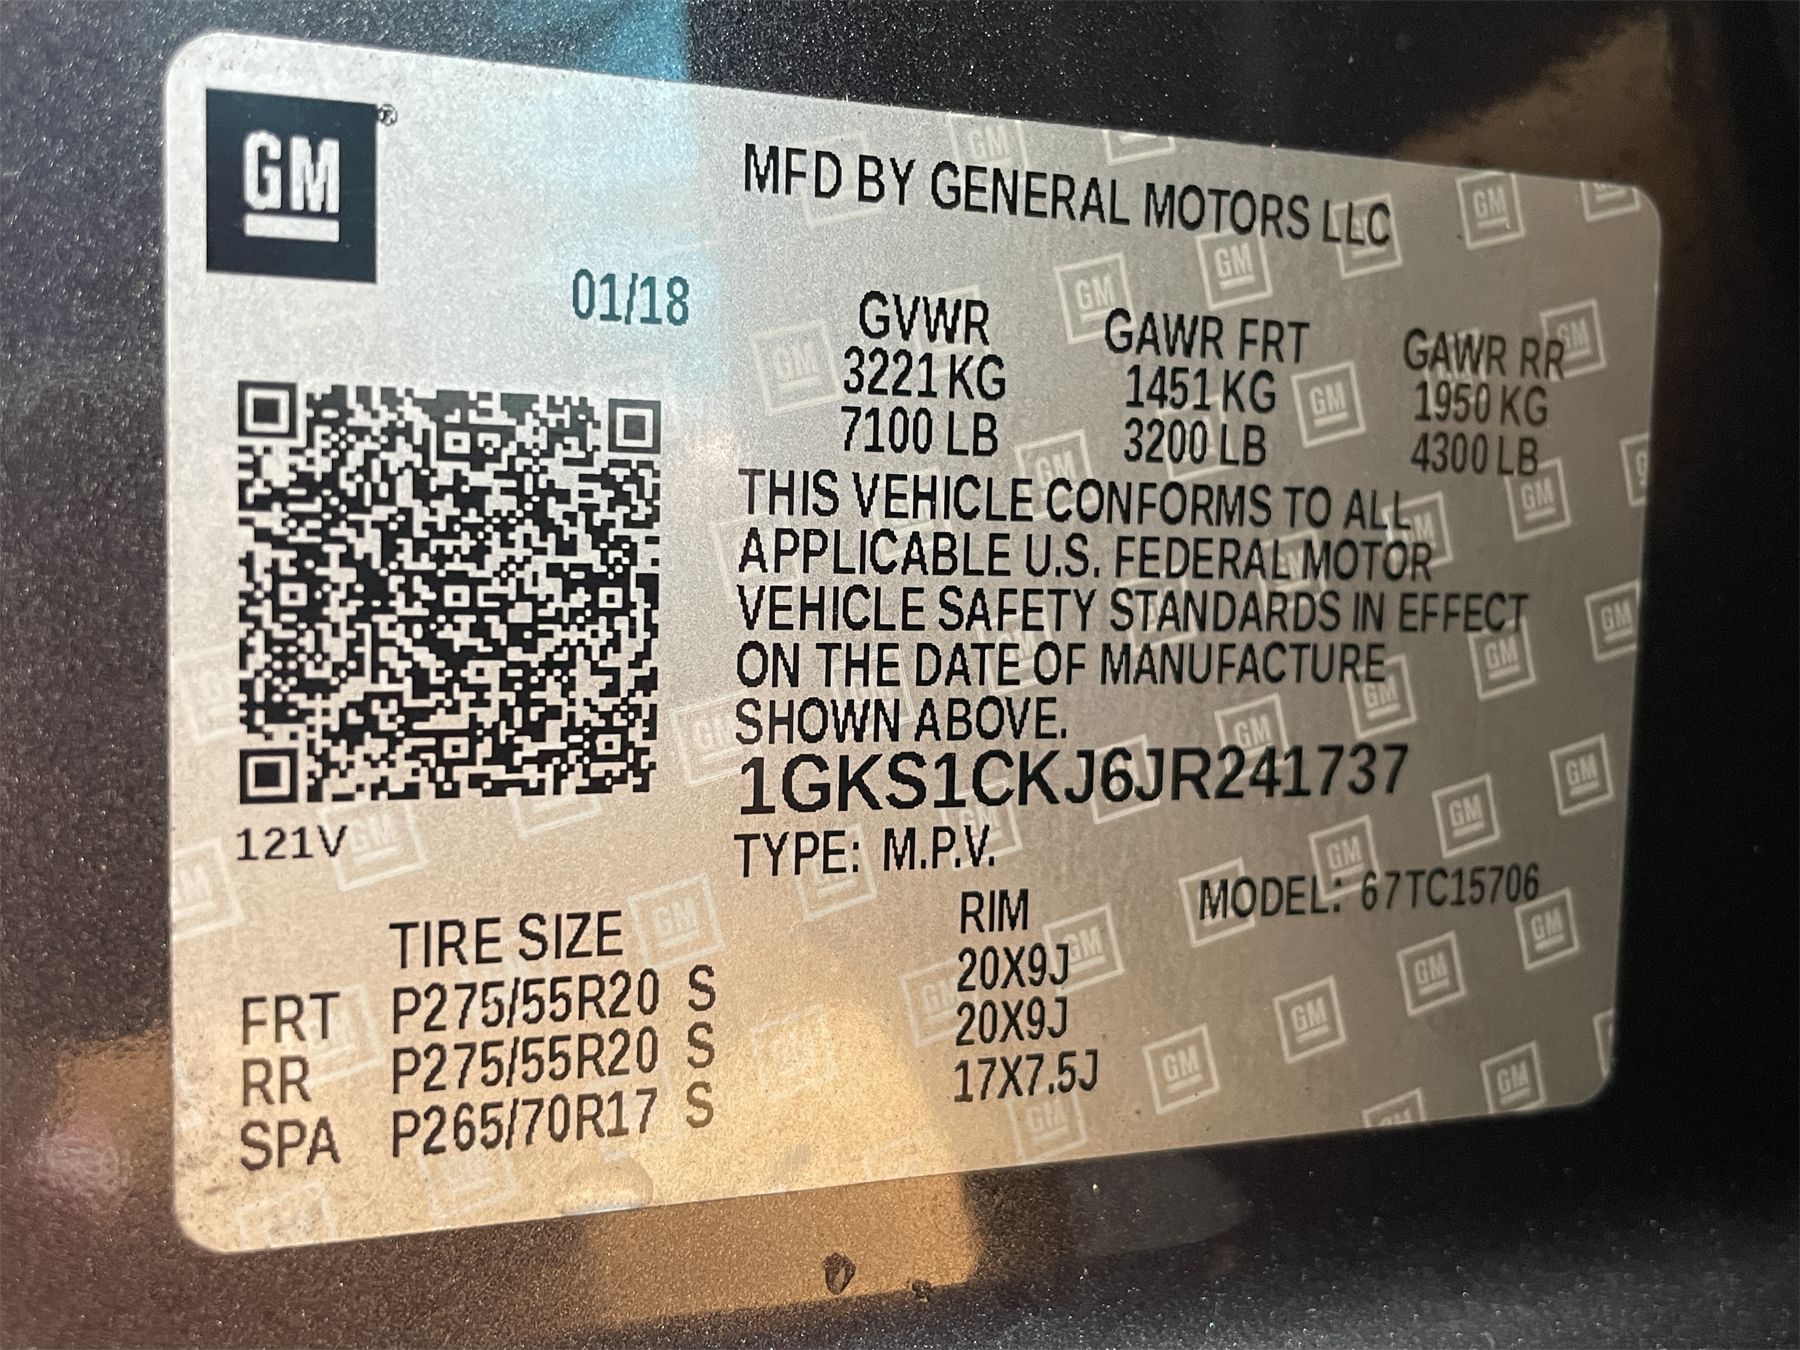 GM®
MFD BY GENERAL MOTORS LLC
01/18
GVWR GAWR FRT GAWR RR
3221 KG 1451 KG 1950 KG
7100 LB 3200 LB 4300 LB
THIS VEHICLE CONFORMS TO ALL
APPLICABLE U.S. FEDERAL MOTOR
VEHICLE SAFETY STANDARDS IN EFFECT
ON THE DATE OF MANUFACTURE
SHOWN ABOVE.
1GKS1CKJ6JR241737
121V
TYPE: M.P.V.
MODEL: 67TC15706
TIRE SIZE RIM
FRT P275/55R20 S 20X9J
RR P275/55R20 S 20X9J
SPA P265/70R17 S 17X7.5J